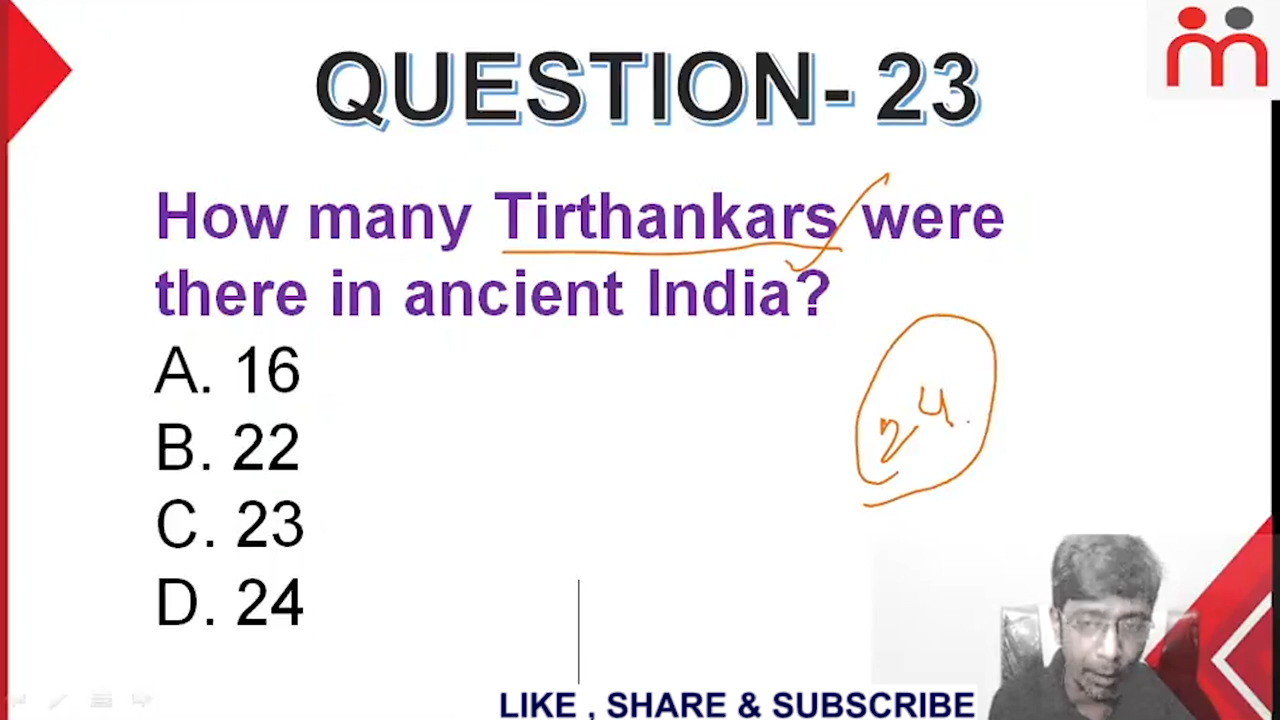 QUESTION- 23
How many Tirthankars were
there in ancient India?
A. 16
B. 22
C. 23
D. 24
24
LIKE , SHARE & SUBSCRIBE